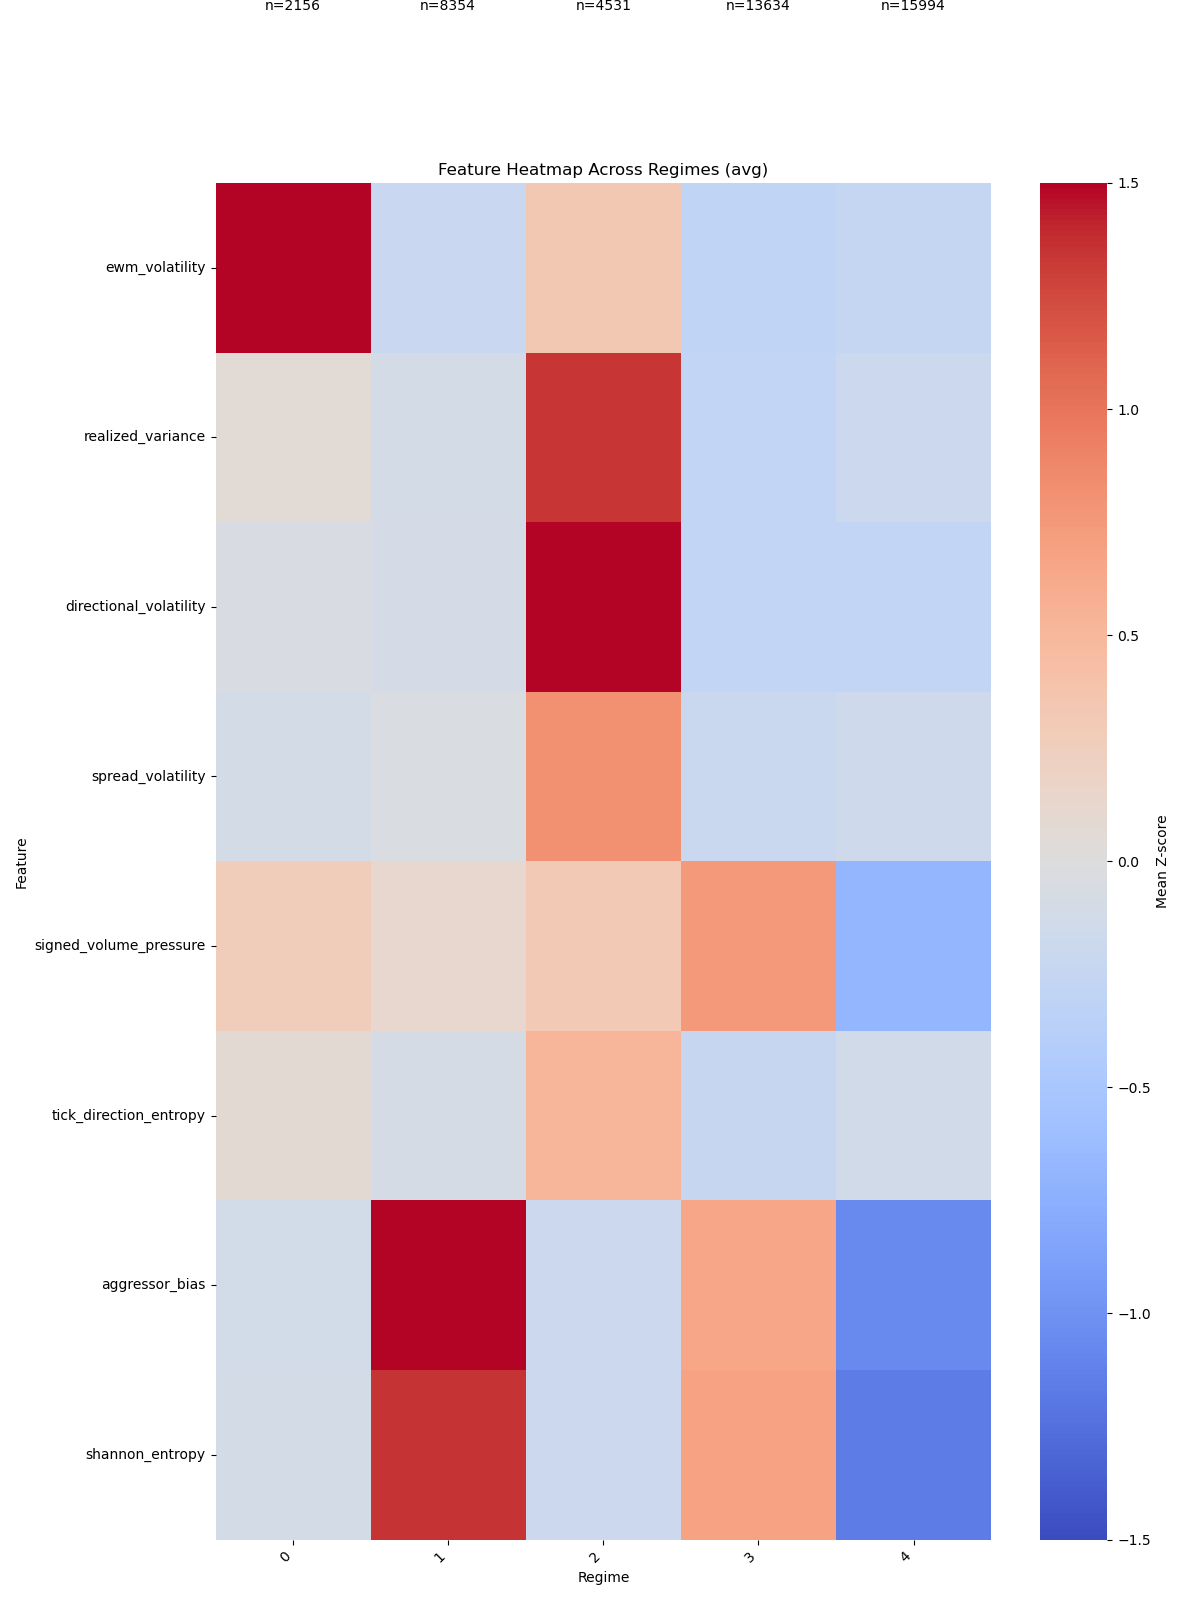 n=2156 n=8354 n=4531 n=13634 n=15994
Feature Heatmap Across Regimes (avg)
ewm_volatility
realized_variance
directional_volatility
spread_volatility
signed_volume_pressure
tick_direction_entropy
aggressor_bias
shannon_entropy
Feature
0 1 2 3 4
Regime
1.5
1.0
0.5
0.0
−0.5
−1.0
−1.5
Mean Z-score